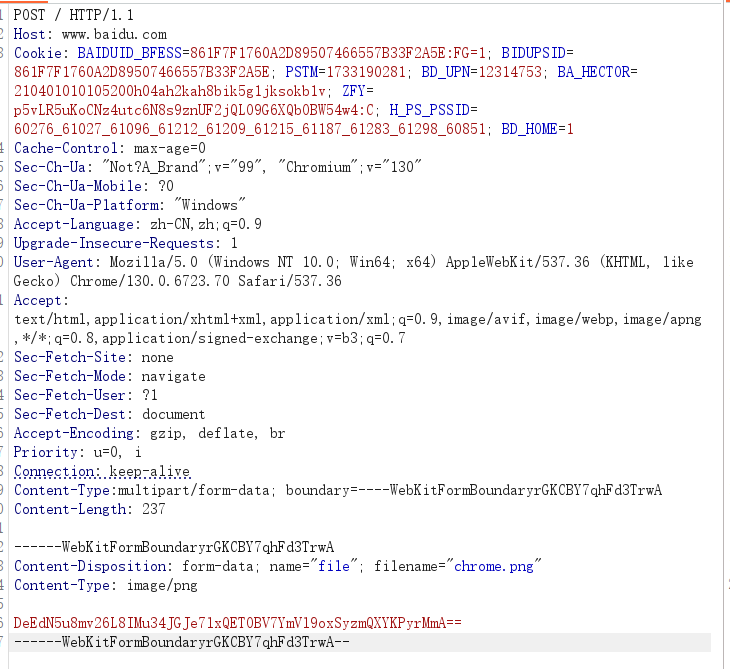 POST / HTTP/1.1
Host: www.baidu.com
Cookie: BAIDUID_BFESS=861F7F1760A2D89507466557B33F2A5E:FG=1; BIDUPSID=
861F7F1760A2D89507466557B33F2A5E; PSTM=1733190281; BD_UPN=12314753; BA_HECTOR=
210401010105200h04ah2kah8bik5g1jksokb1v; ZFY=
p5vLR5uKoCNz4utc6N8s9znUF2jQL09G6XQb0BW54w4:C; H_PS_PSSID=
60276_61027_61096_61212_61209_61215_61187_61283_61298_60851; BD_HOME=1
Cache-Control: max-age=0
Sec-Ch-Ua: "Not?A_Brand";v="99", "Chromium";v="130"
Sec-Ch-Ua-Mobile: ?0
Sec-Ch-Ua-Platform: "Windows"
Accept-Language: zh-CN,zh;q=0.9
Upgrade-Insecure-Requests: 1
User-Agent: Mozilla/5.0 (Windows NT 10.0; Win64; x64) AppleWebKit/537.36 (KHTML, like
Gecko) Chrome/130.0.6723.70 Safari/537.36
Accept:
text/html,application/xhtml+xml,application/xml;q=0.9,image/avif,image/webp,image/apng
,*/*;q=0.8,application/signed-exchange;v=b3;q=0.7
Sec-Fetch-Site: none
Sec-Fetch-Mode: navigate
Sec-Fetch-User: ?1
Sec-Fetch-Dest: document
Accept-Encoding: gzip, deflate, br
Priority: u=0, i
Connection: keep-alive
Content-Type:multipart/form-data; boundary=----WebKitFormBoundaryrGKCBY7qhFd3TrwA
Content-Length: 237
------WebKitFormBoundaryrGKCBY7qhFd3TrwA
Content-Disposition: form-data; name="file"; filename="chrome.png"
Content-Type: image/png
DeEdN5u8mv26L8IMu34JGJe71xQET0BV7YmV19oxSyzmQXYKPyrMmA==
------WebKitFormBoundaryrGKCBY7qhFd3TrwA--